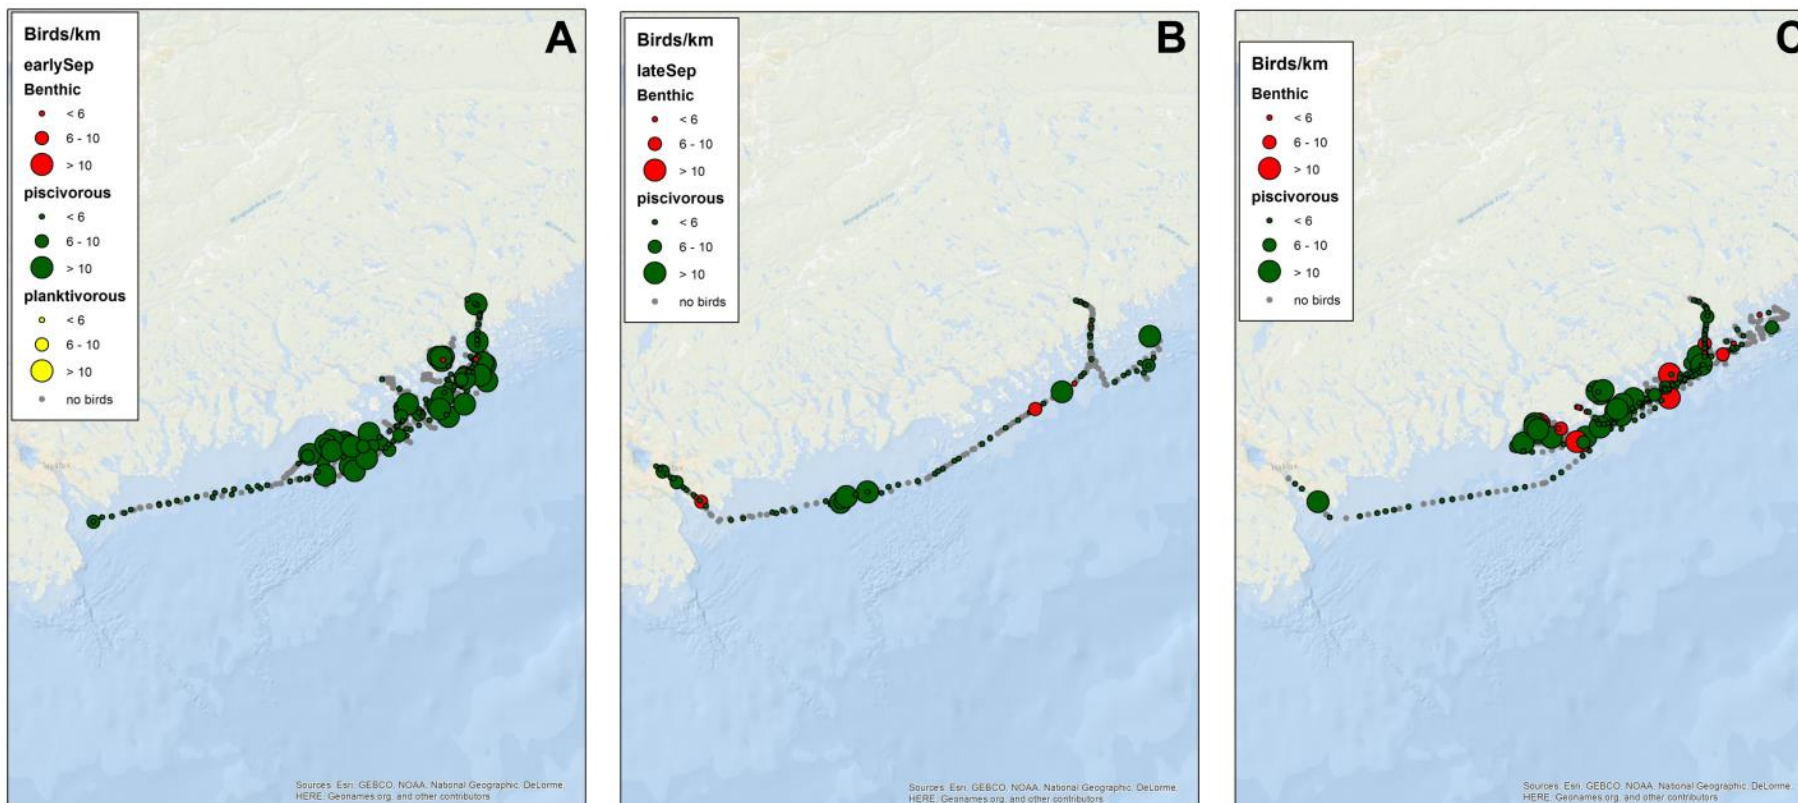 Birds/km
earlySep
Benthic
< 6
6 - 10
> 10
piscivorous
< 6
6 - 10
> 10
planktivorous
< 6
6 - 10
> 10
no birds
A
Sources: Esri, GEBCO, NOAA, National Geographic, DeLorme,
HERE, Geonames.org, and other contributors
Birds/km
lateSep
Benthic
< 6
6 - 10
> 10
piscivorous
< 6
6 - 10
> 10
no birds
B
Sources: Esri, GEBCO, NOAA, National Geographic, DeLorme,
HERE, Geonames.org, and other contributors
Birds/km
Benthic
< 6
6 - 10
> 10
piscivorous
< 6
6 - 10
> 10
no birds
C
Sources: Esri, GEBCO, NOAA, National Geographic, DeLorme,
HERE, Geonames.org, and other contributors